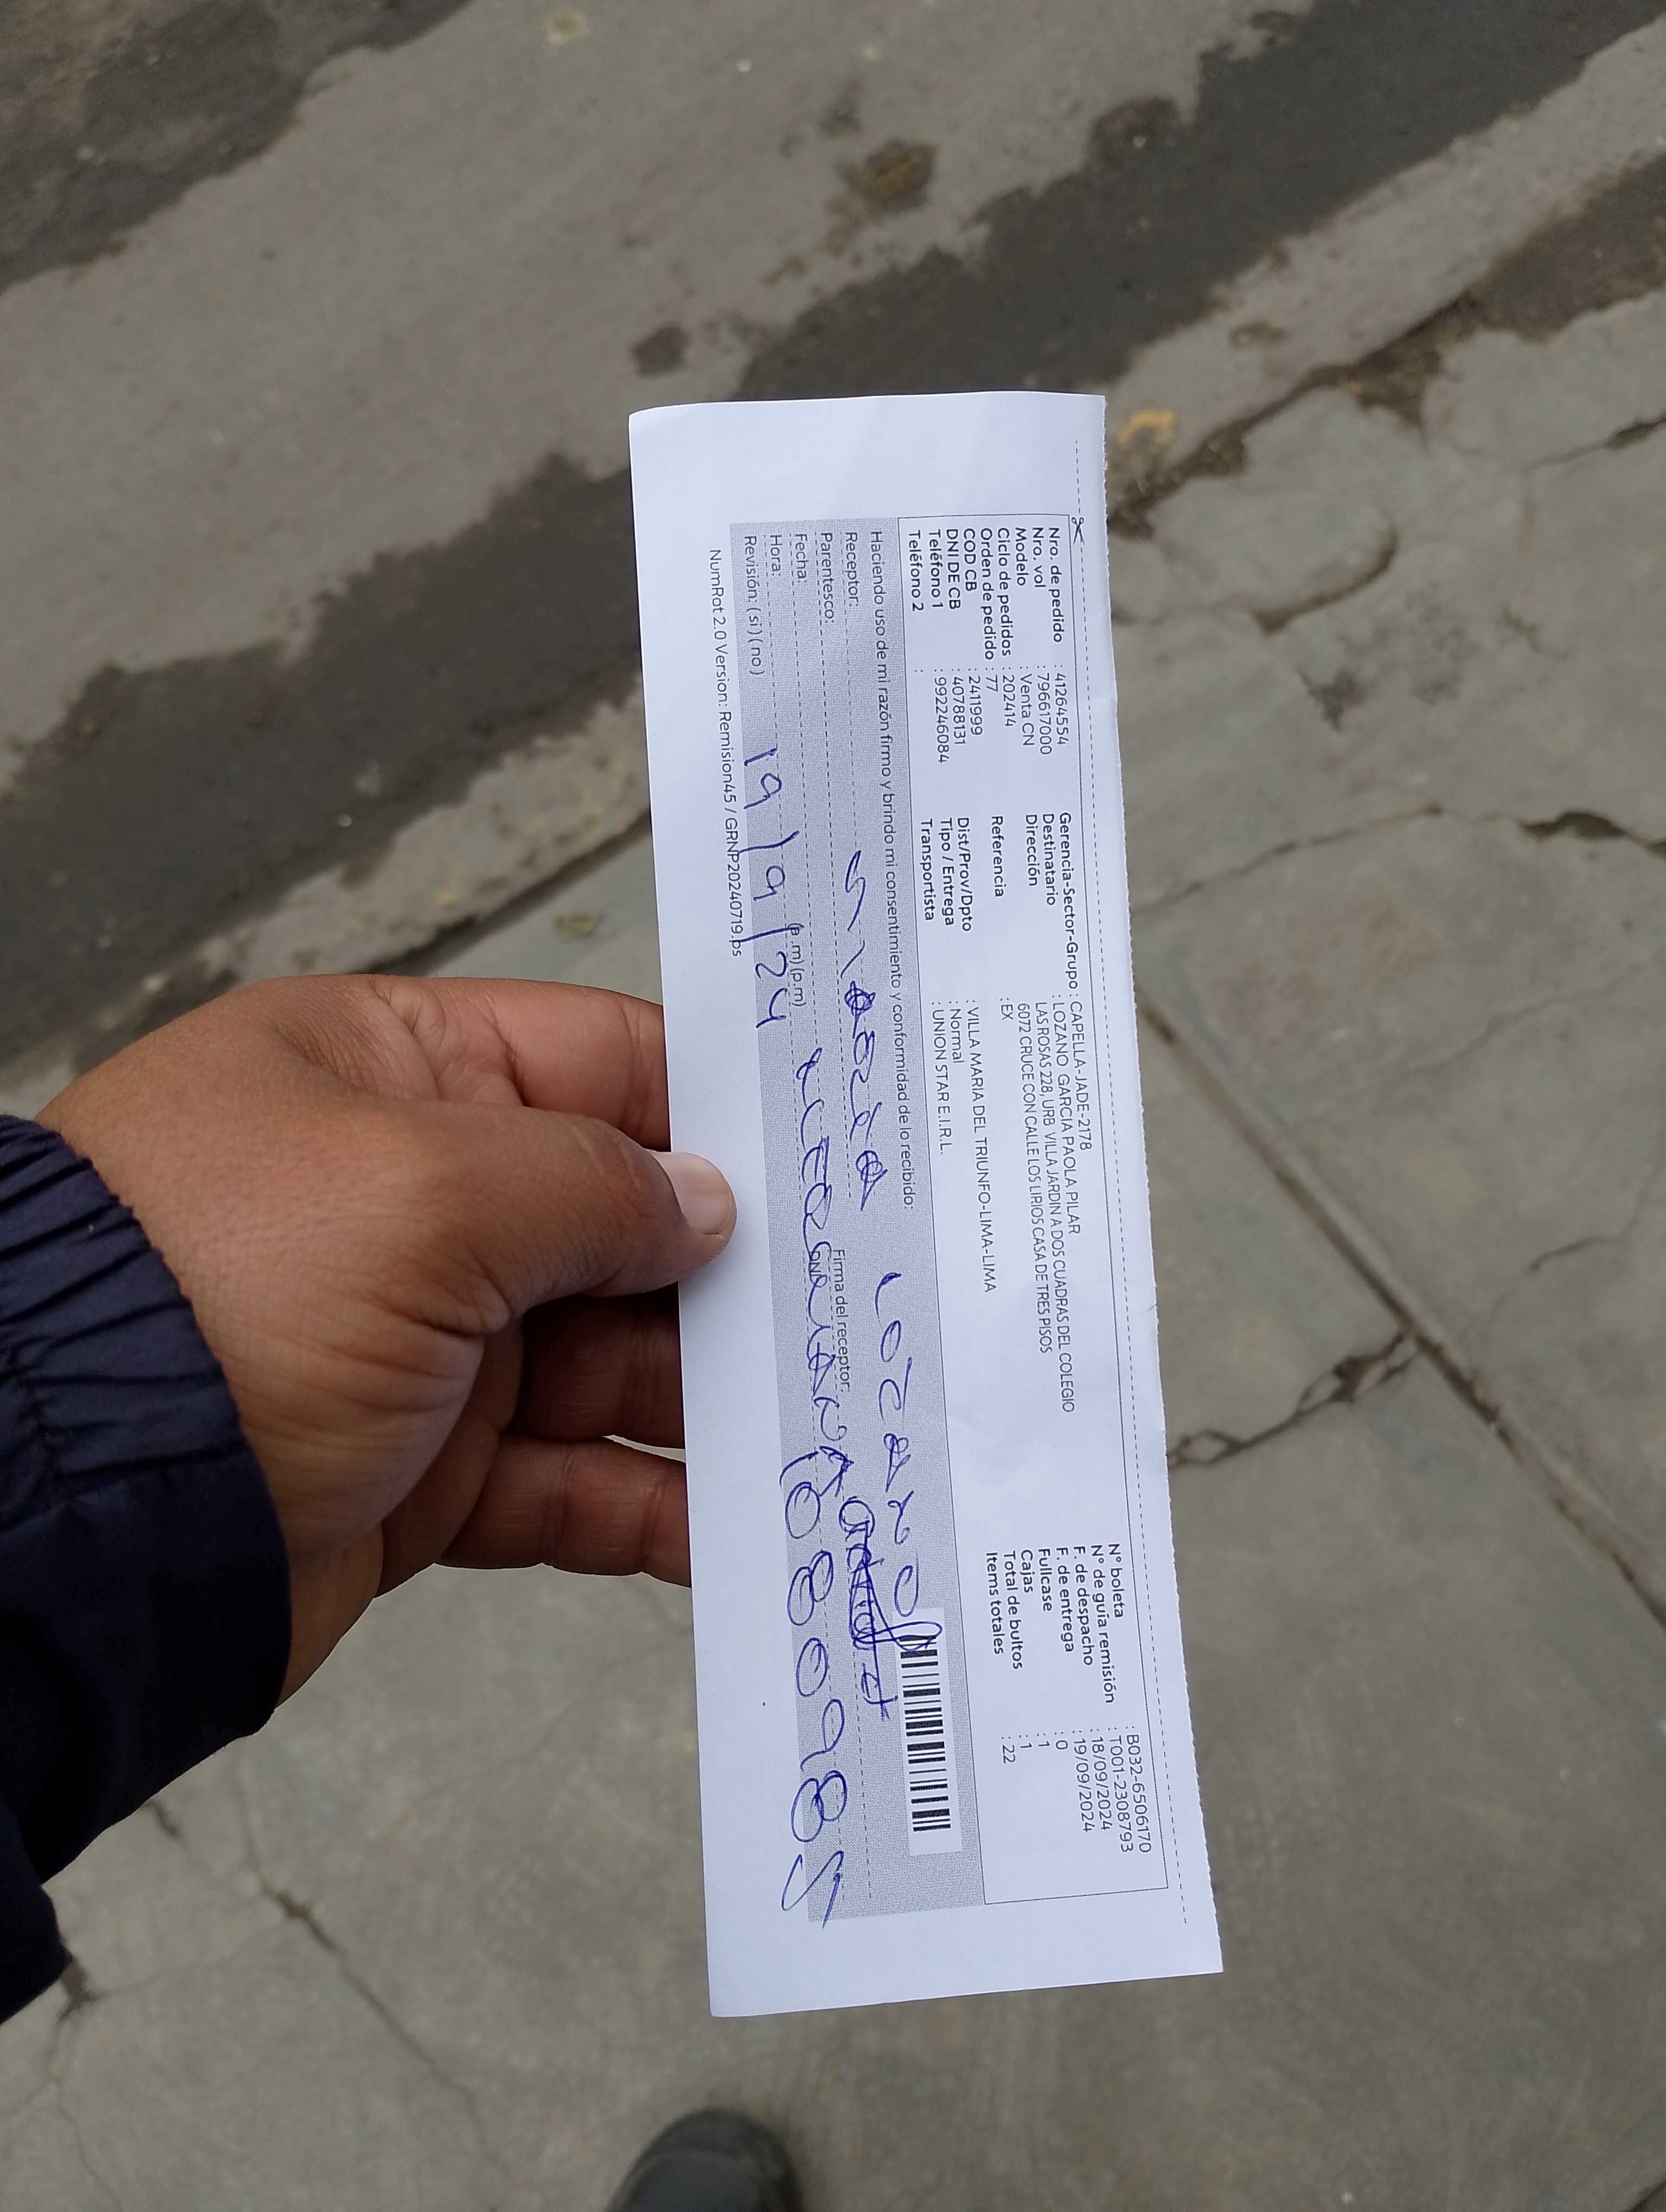 Nro. de pedido : 41264554
Nro. vol : 796617000
Modelo : Venta CN
Ciclo de pedidos : 202414
Orden de pedido : 77
COD CB : 2411999
DNI DE CB : 40788131
Teléfono 1 : 992246084
Teléfono 2 :
Gerencia-Sector-Grupo : CAPELLA-JADE-2178
Destinatario : LOZANO GARCIA PAOLA PILAR
Dirección : LAS ROSAS 228, URB. VILLA JARDIN A DOS CUADRAS DEL COLEGIO
6072 CRUCE CON CALLE LOS LIRIOS CASA DE TRES PISOS
Referencia : EX
Dist/Prov/Dpto : VILLA MARIA DEL TRIUNFO-LIMA-LIMA
Tipo / Entrega : Normal
Transportista : UNION STAR E.I.R.L.
N° boleta : B032-6506170
N° de guía remisión : T001-2308793
F. de despacho : 18/09/2024
F. de entrega : 19/09/2024
Fullcase : 0
Cajas : 1
Total de bultos : 1
Items totales : 22
Haciendo uso de mi razón firmo y brindo mi consentimiento y conformidad de lo recibido:
Receptor: Lozano
Parentesco:
Firma del receptor:
Fecha:
DNI
Hora: (a.m)(p.m)
19/9/24
Revisión: (si) (no)
NumRot 2.0 Version: Remision45 / GRNP20240719.ps